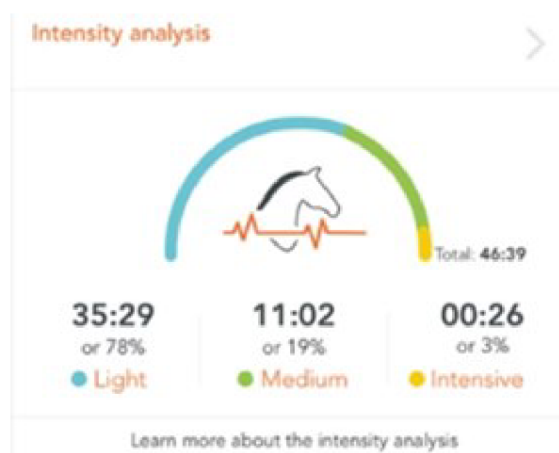 Intensity analysis
Total: 46:39
35:29 11:02 00:26
or 78% or 19% or 3%
Light Medium Intensive
Learn more about the intensity analysis